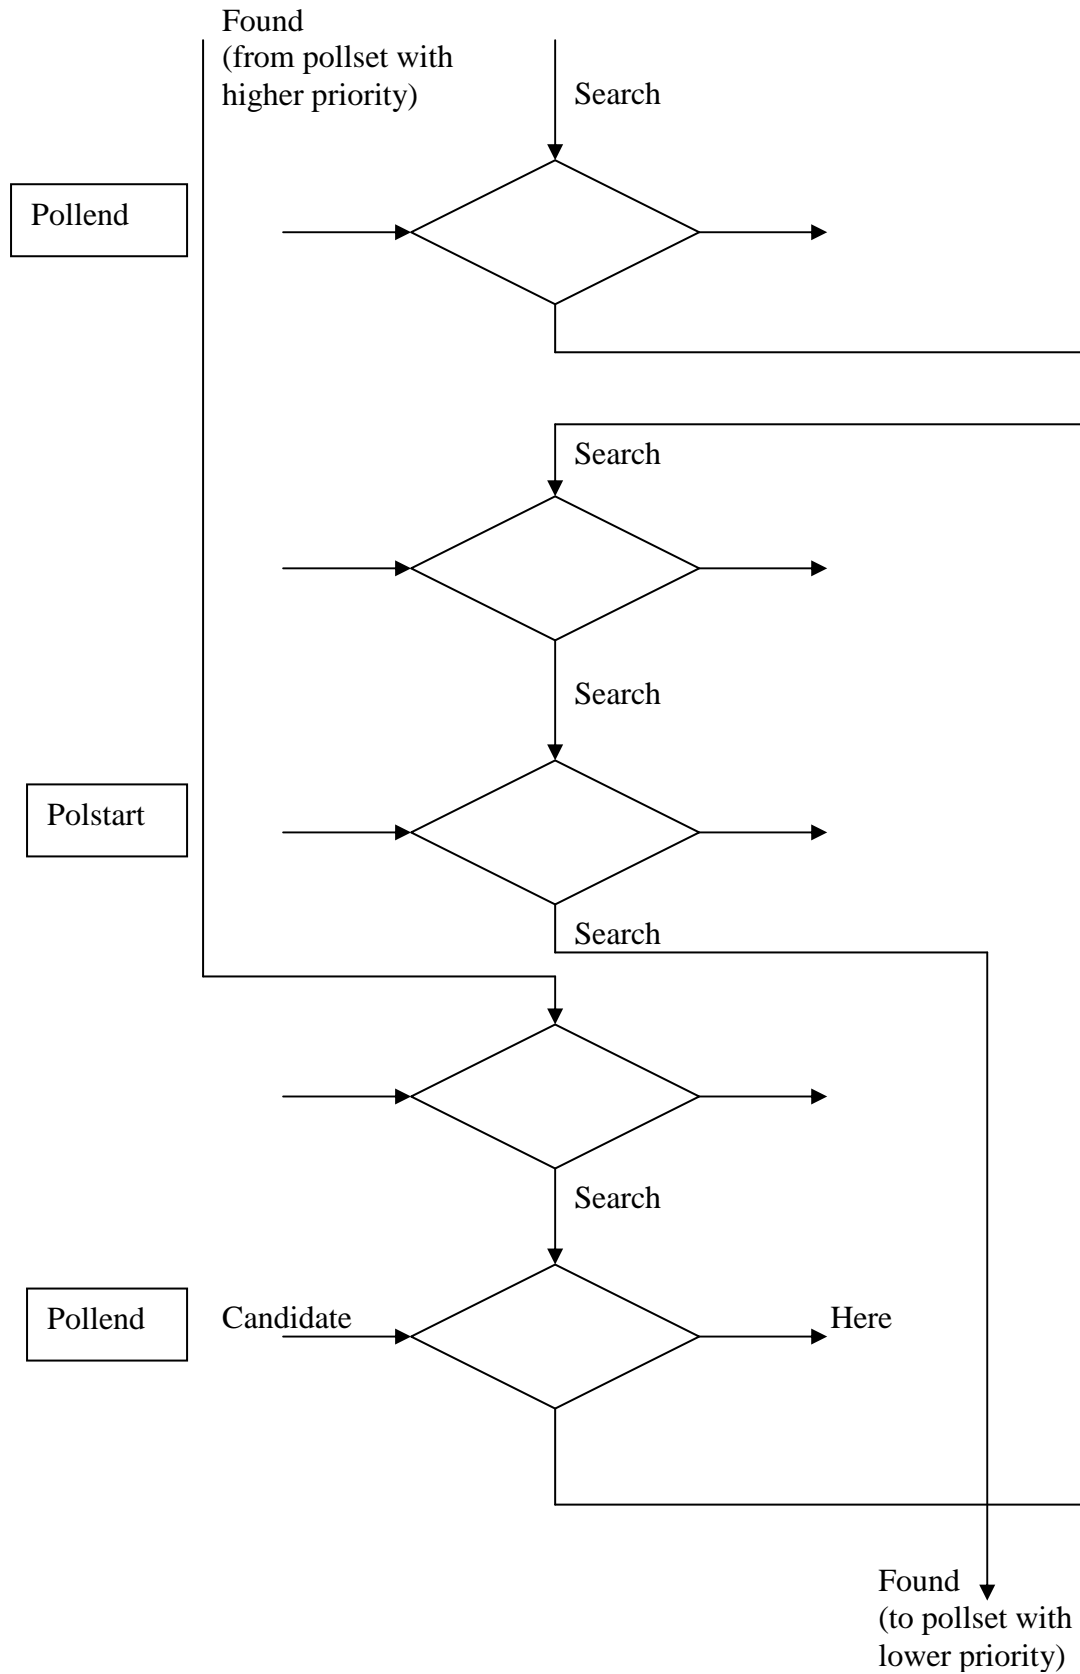 Found
(from pollset with
higher priority)
Search
Pollend
Search
Search
Polstart
Search
Search
Pollend
Candidate
Here
Found
(to pollset with
lower priority)